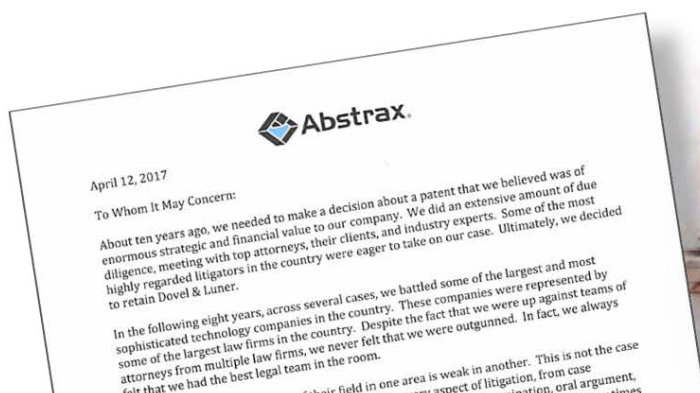 Abstrax.
April 12, 2017
To Whom It May Concern:
About ten years ago, we needed to make a decision about a patent that we believed was of
enormous strategic and financial value to our company. We did an extensive amount of due
diligence, meeting with top attorneys, their clients, and industry experts. Some of the most
highly regarded litigators in the country were eager to take on our case. Ultimately, we decided
to retain Dovel & Luner.
In the following eight years, across several cases, we battled some of the largest and most
sophisticated technology companies in the country. These companies were represented by
some of the largest law firms in the country. Despite the fact that we were up against teams of
attorneys from multiple law firms, we never felt that we were outgunned. In fact, we always
felt that we had the best legal team in the room.
their field in one area is weak in another. This is not the case
aspect of litigation, from case
oral argument,
times